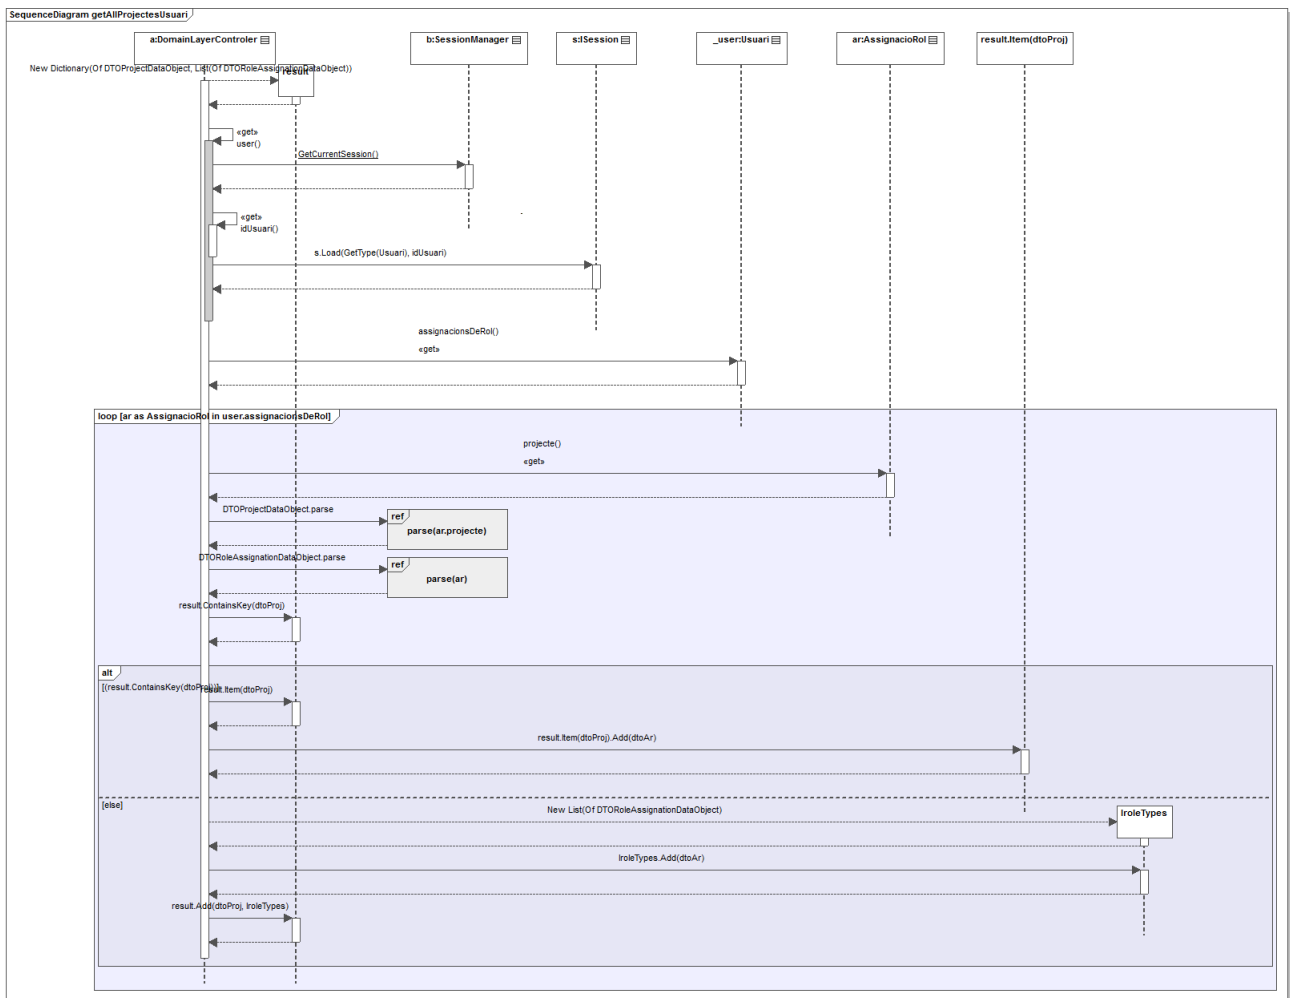 SequenceDiagram getAllProjectesUsuari
a:DomainLayerControler
b:SessionManager
s:ISession
_user:Usuari
ar:AssignacioRol
result.Item(dtoProj)
New Dictionary(Of DTOProjectDataObject, List(Of DTORoleAssignationDataObject))
result
«get»
user()
GetCurrentSession()
«get»
idUsuari()
s.Load(GetType(Usuari), idUsuari)
assignacionsDeRol()
«get»
loop [ar as AssignacioRol in user.assignacionsDeRol]
projecte()
«get»
DTOProjectDataObject.parse
ref
parse(ar.projecte)
DTORoleAssignationDataObject.parse
ref
parse(ar)
result.ContainsKey(dtoProj)
alt
[(result.ContainsKey(dtoProj))]
result.Item(dtoProj)
result.Item(dtoProj).Add(dtoAr)
[else]
New List(Of DTORoleAssignationDataObject)
lroleTypes
lroleTypes.Add(dtoAr)
result.Add(dtoProj, lroleTypes)